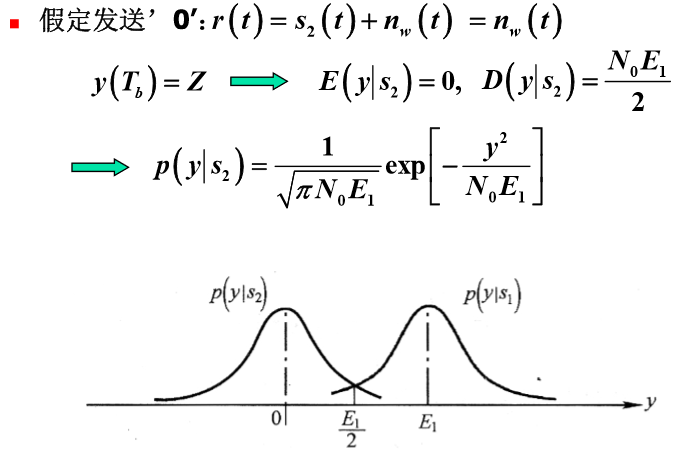 假定发送’ 0’: r(t) = s₂(t) + n_w(t) = n_w(t)
y(T_b) = Z ⟹ E(y|s₂) = 0, D(y|s₂) = N₀E₁/2
⟹ p(y|s₂) = 1/√(πN₀E₁) exp[−y²/(N₀E₁)]
p(y|s₂) p(y|s₁)
0 E₁/2 E₁ y